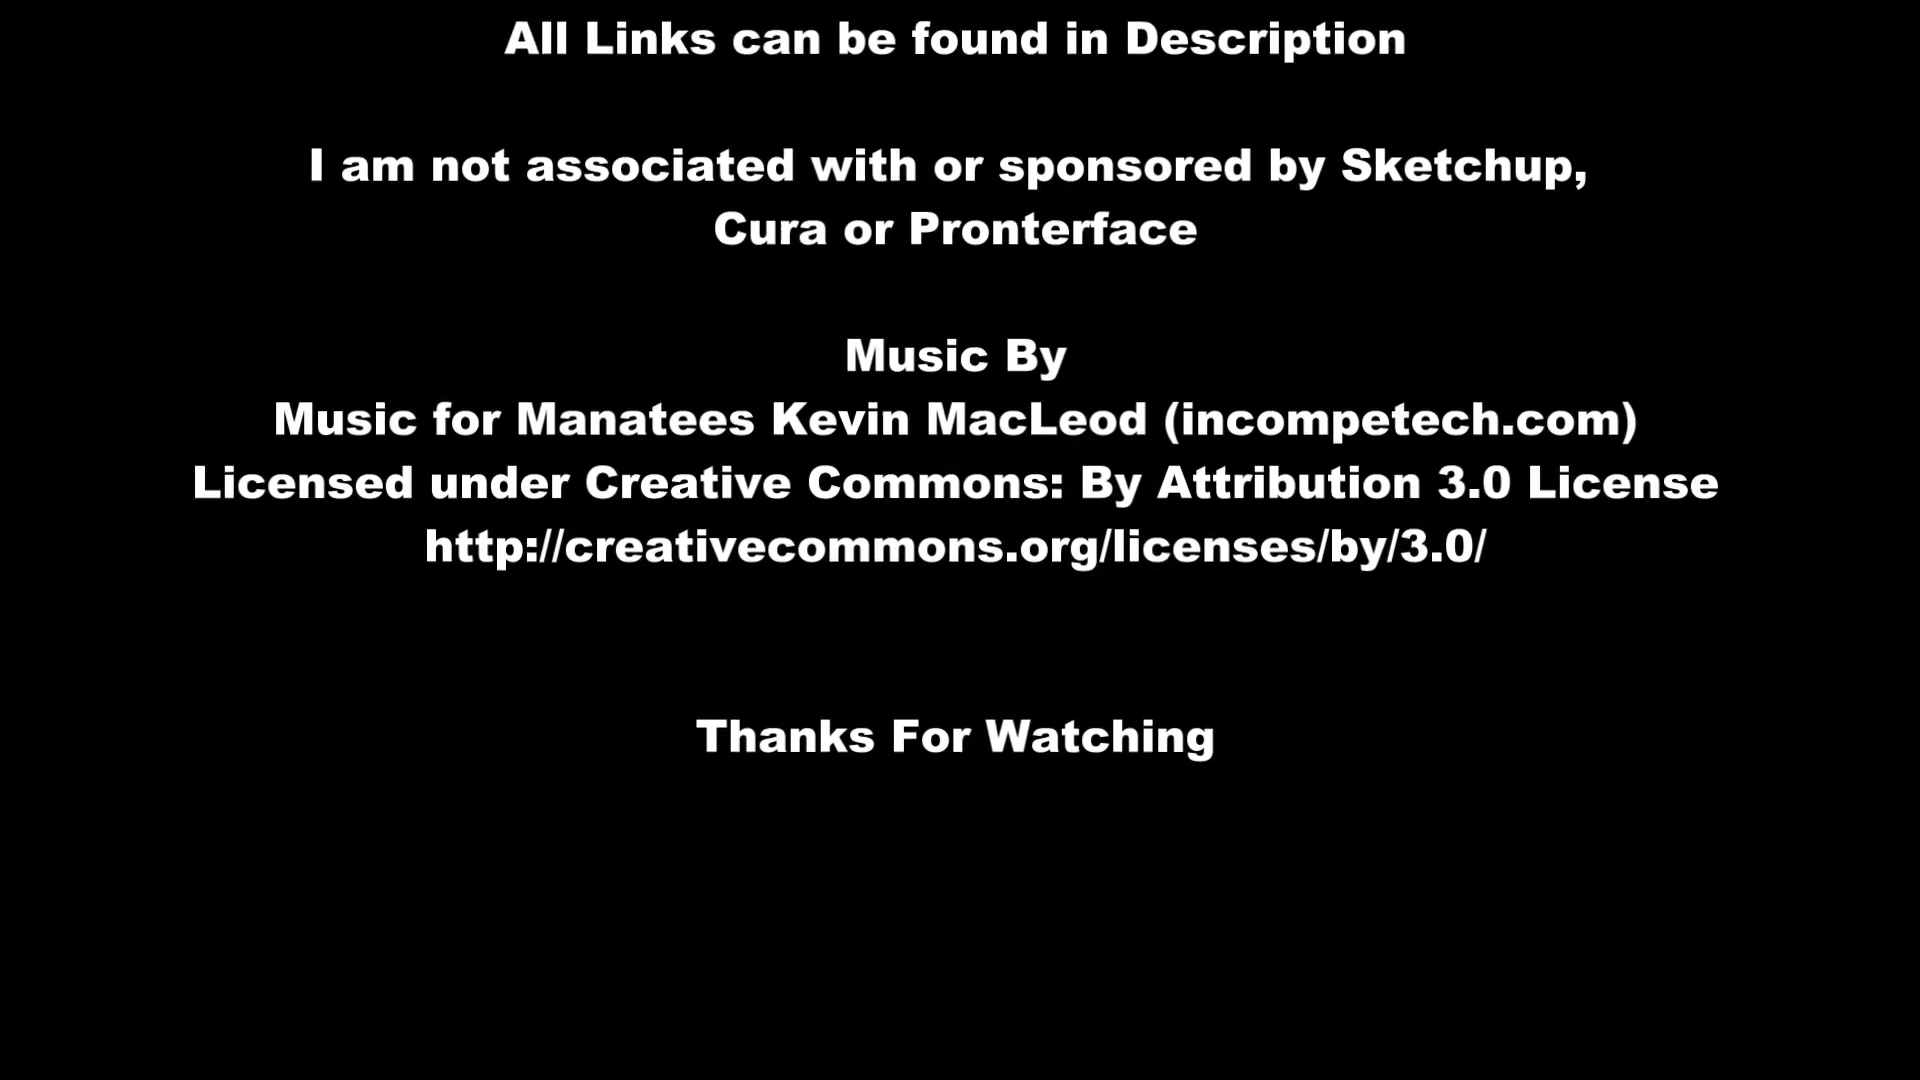 All Links can be found in Description
I am not associated with or sponsored by Sketchup,
Cura or Pronterface
Music By
Music for Manatees Kevin MacLeod (incompetech.com)
Licensed under Creative Commons: By Attribution 3.0 License
http://creativecommons.org/licenses/by/3.0/
Thanks For Watching